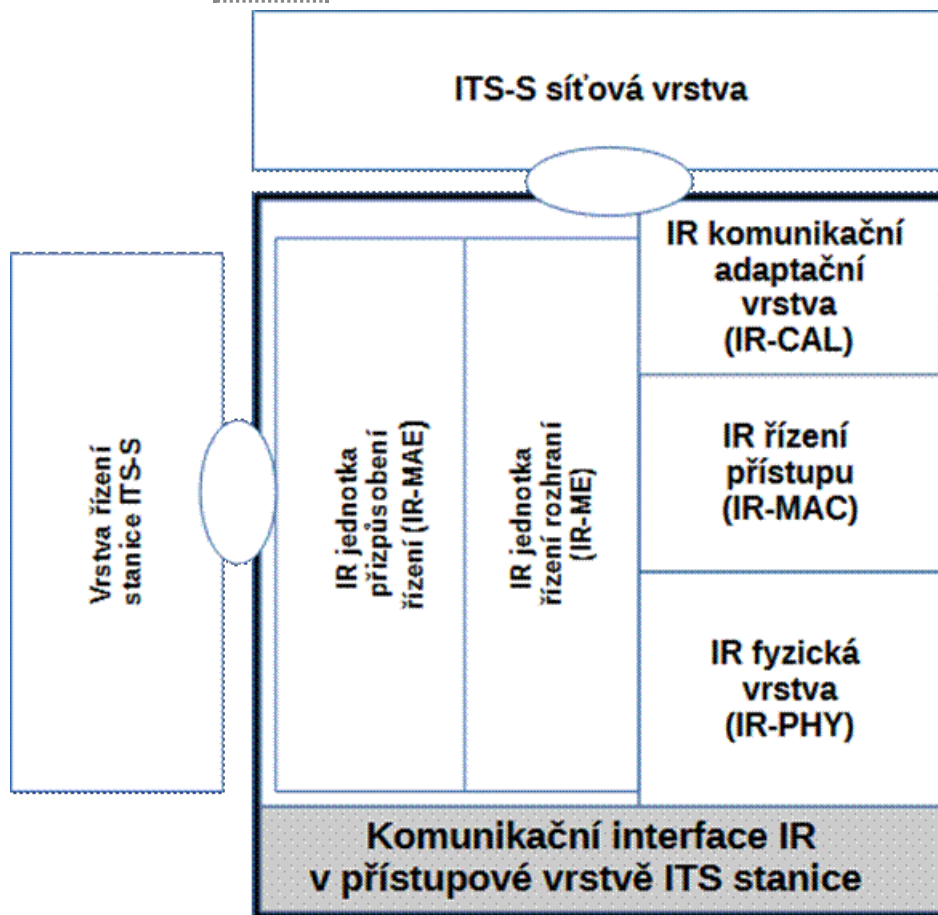 ITS-S síťová vrstva
IR komunikační
adaptační
vrstva
(IR-CAL)
Vrstva řízení
stanice ITS-S
IR jednotka
přizpůsobení
řízení (IR-MAE)
IR jednotka
řízení rozhraní
(IR-ME)
IR řízení
přístupu
(IR-MAC)
IR fyzická
vrstva
(IR-PHY)
Komunikační interface IR
v přístupové vrstvě ITS stanice